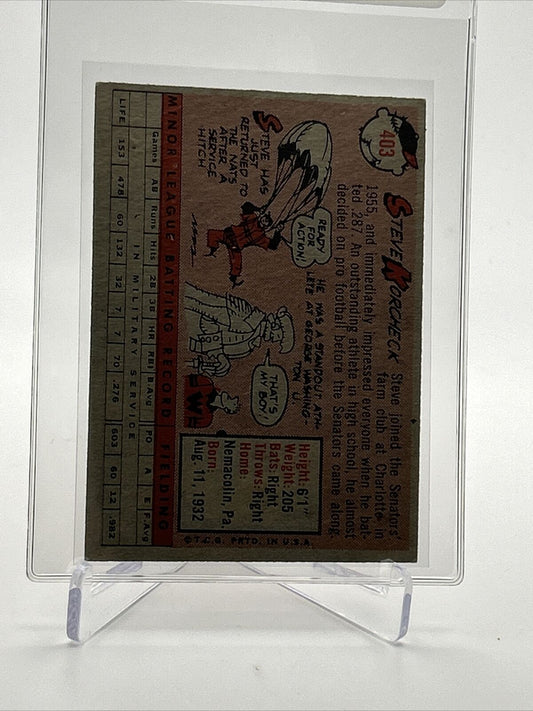 403
STEVE KORCHECK
Steve joined the Senators'
farm club at Charlotte in
1955, and immediately impressed everyone when he bat-
ted .287. An outstanding athlete in high school, he almost
decided on pro football before the Senators came along
STEVE HAS
JUST
RETURNED TO
THE NATS
AFTER A
SERVICE
HITCH
READY
FOR
ACTION!
HE WAS A STANDOUT ATH-
LETE AT GEORGE WASHING-
TON U.
THAT'S
MY BOY!
W
Height: 6'1"
Weight: 205
Bats: Right
Throws: Right
Home:
Nemacolin, Pa.
Born:
Aug. 11, 1932
MINOR LEAGUE BATTING RECORD FIELDING
Games AB Runs Hits 2B 3B HR RBI B.Avg PO A E F.Avg
IN MILITARY SERVICE
LIFE 153 478 60 132 32 7 7 70 .276 603 60 12 .982
© T.C.G. PRTD. IN U.S.A.